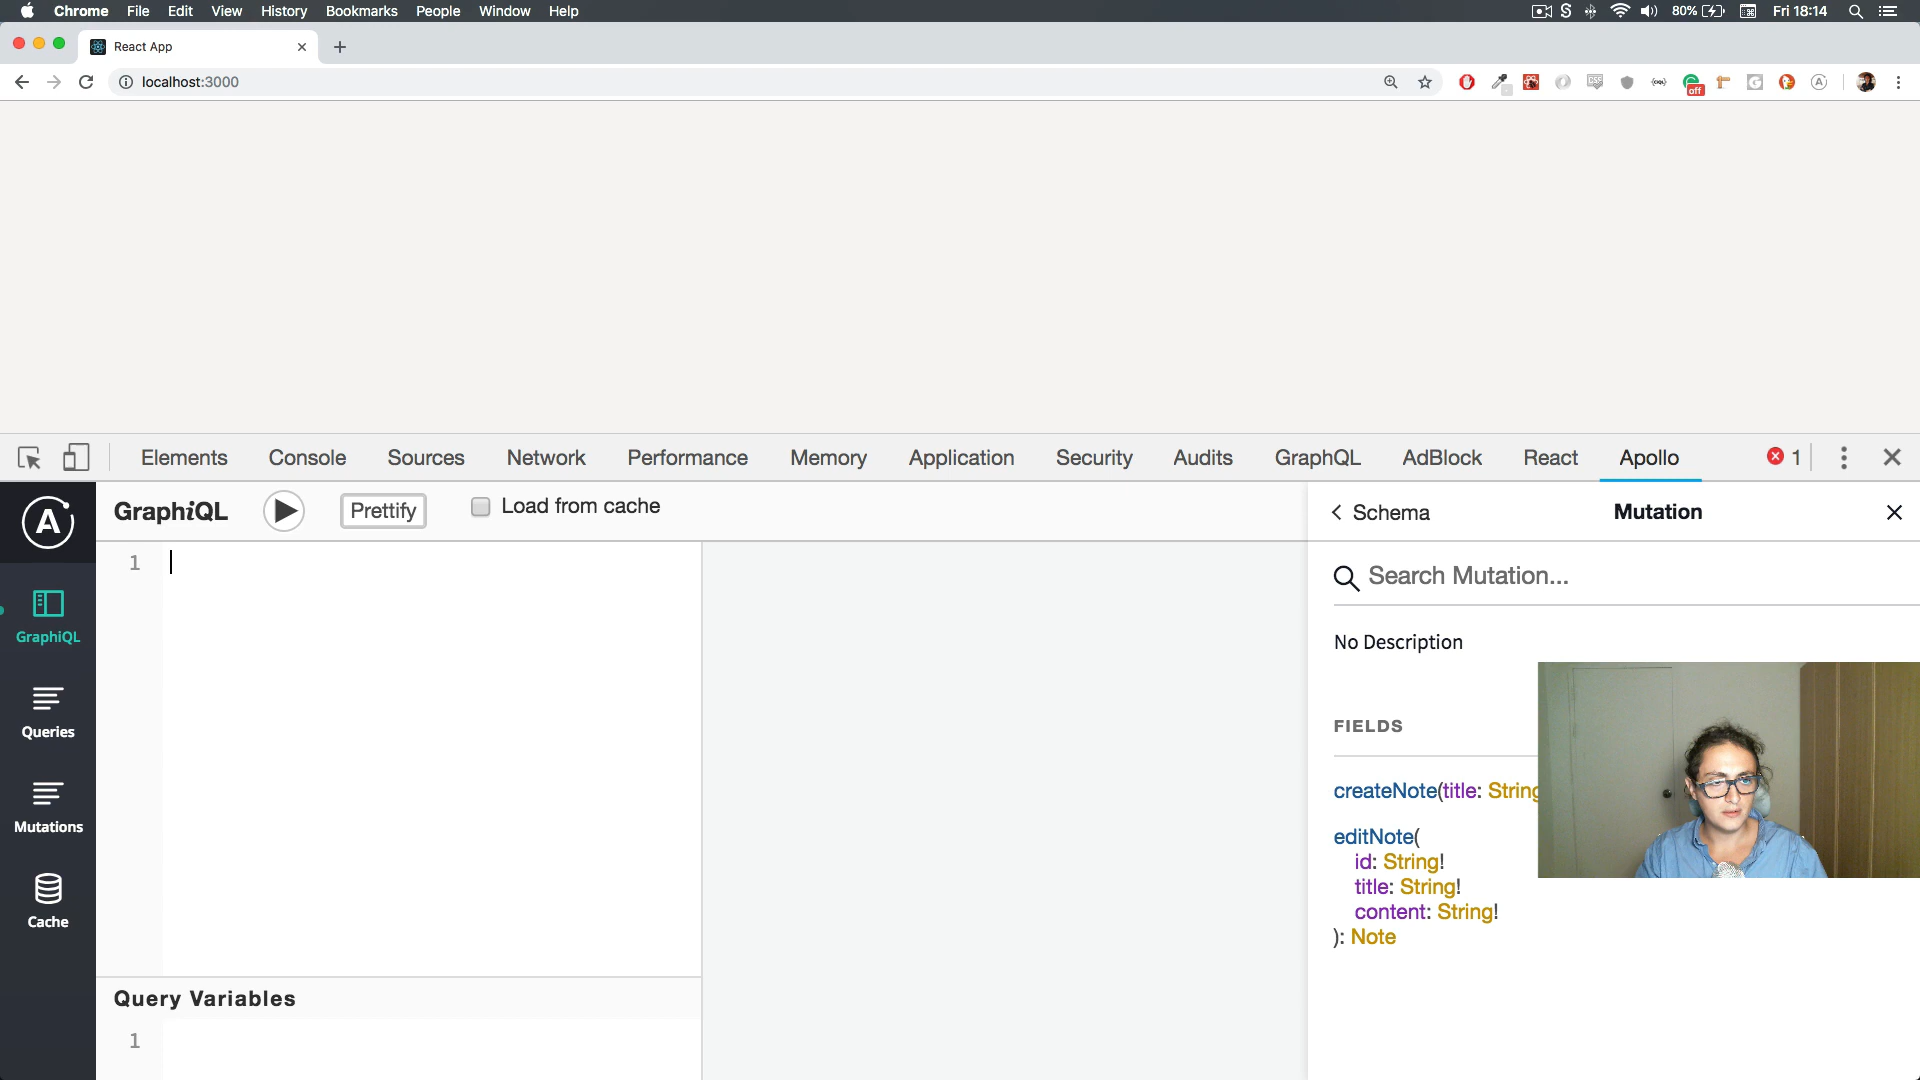 Chrome File Edit View History Bookmarks People Window Help
80% Fri 18:14
React App
localhost:3000
off
Elements Console Sources Network Performance Memory Application Security Audits GraphQL AdBlock React Apollo 1
GraphiQL Prettify Load from cache
Schema Mutation
1
Search Mutation...
GraphiQL
No Description
Queries
FIELDS
createNote(title: String
Mutations
editNote(
id: String!
title: String!
content: String!
): Note
Cache
Query Variables
1